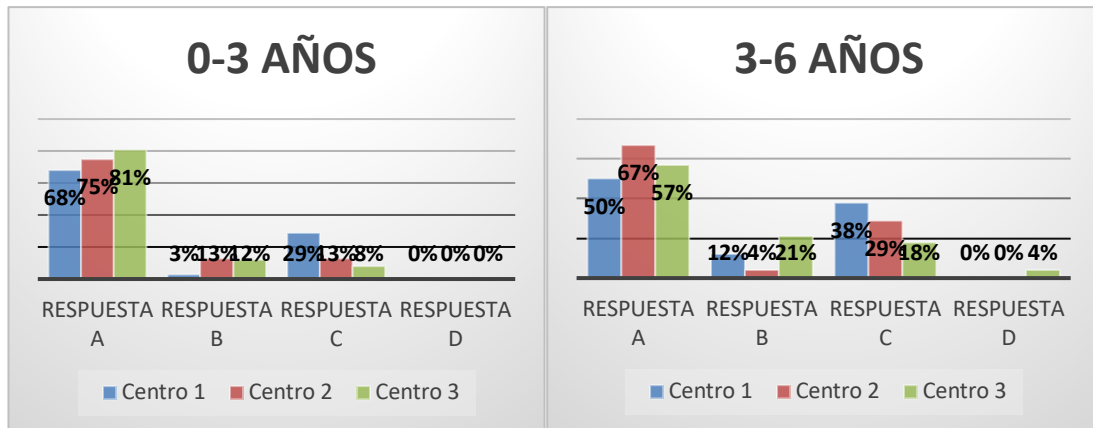 0-3 AÑOS
68% 75% 81%
3% 13% 12%
29% 13% 8%
0% 0% 0%
RESPUESTA A
RESPUESTA B
RESPUESTA C
RESPUESTA D
Centro 1 Centro 2 Centro 3
3-6 AÑOS
50% 67% 57%
12% 4% 21%
38% 29% 18%
0% 0% 4%
RESPUESTA A
RESPUESTA B
RESPUESTA C
RESPUESTA D
Centro 1 Centro 2 Centro 3